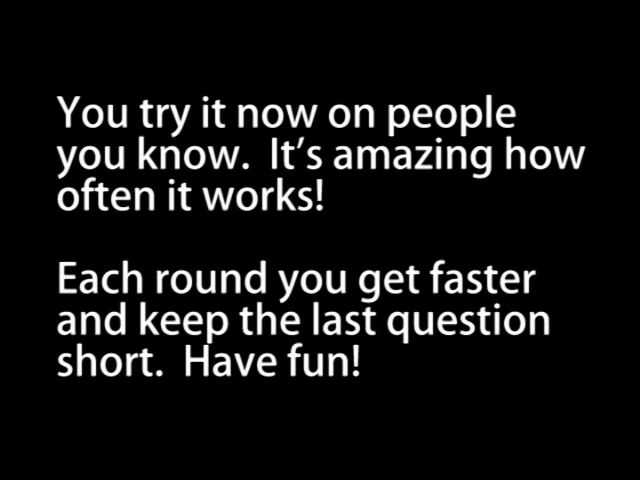 You try it now on people
you know.  It's amazing how
often it works!
Each round you get faster
and keep the last question
short.  Have fun!